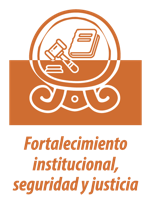 Fortalecimiento
institucional,
seguridad y justicia